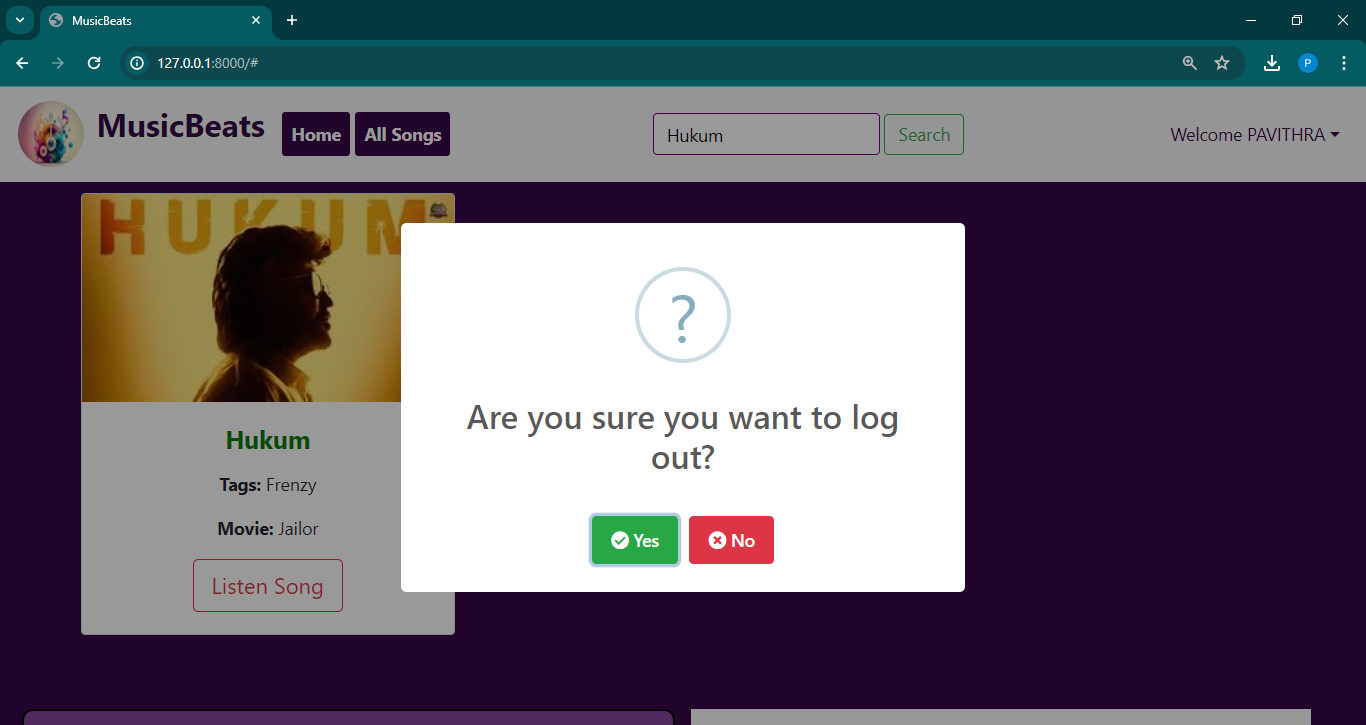 MusicBeats
127.0.0.1:8000/#
P
MusicBeats
Home
All Songs
Hukum
Search
Welcome PAVITHRA
HUKUM
?
Are you sure you want to log
out?
Yes
No
Hukum
Tags: Frenzy
Movie: Jailor
Listen Song